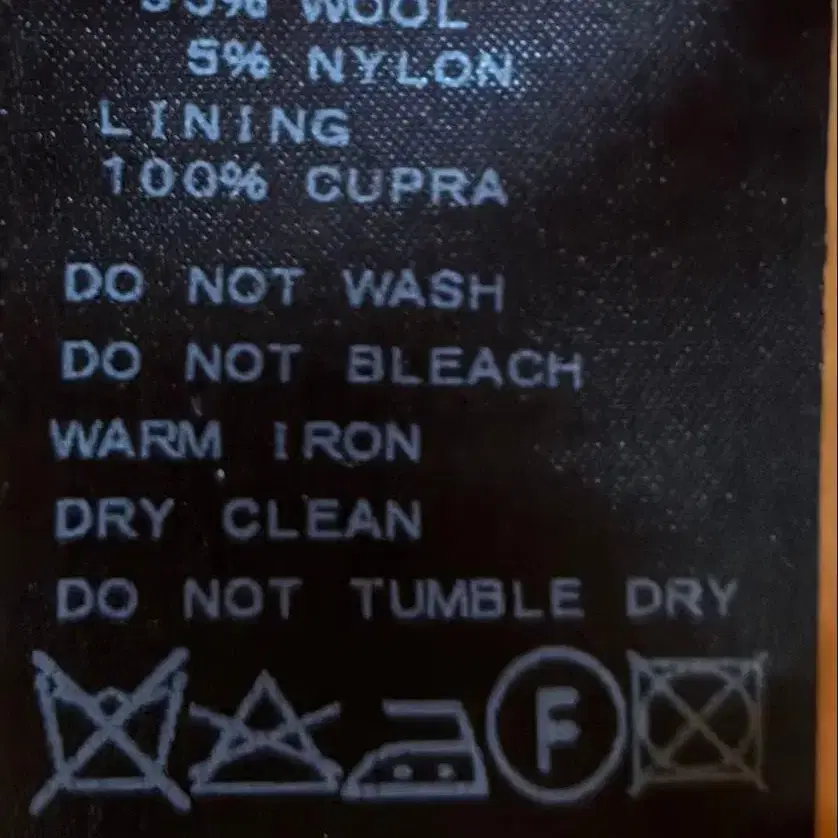 WOOL
5% NYLON
LINING
100% CUPRA
DO NOT WASH
DO NOT BLEACH
WARM IRON
DRY CLEAN
DO NOT TUMBLE DRY
F